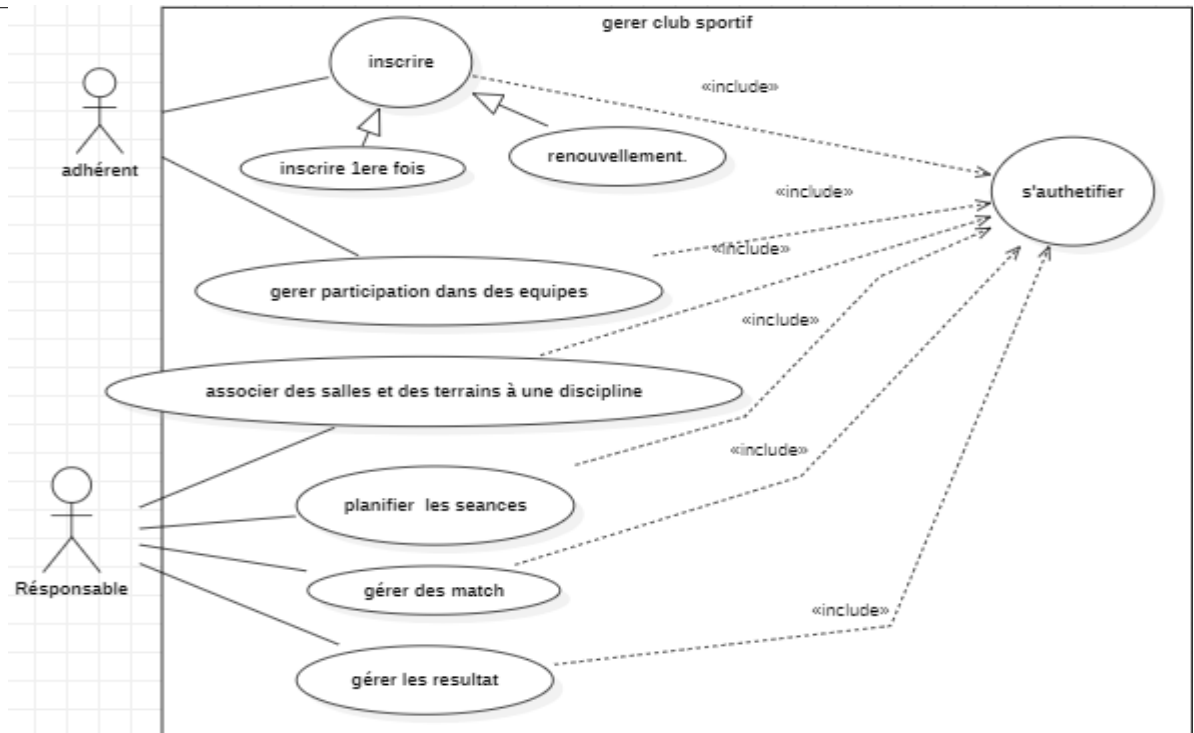 gerer club sportif
inscrire
«include»
adhérent
inscrire 1ere fois
renouvellement.
«include»
s'authetifier
«include»
gerer participation dans des equipes
«include»
associer des salles et des terrains à une discipline
«include»
planifier les seances
Résponsable
gérer des match
«include»
gérer les resultat